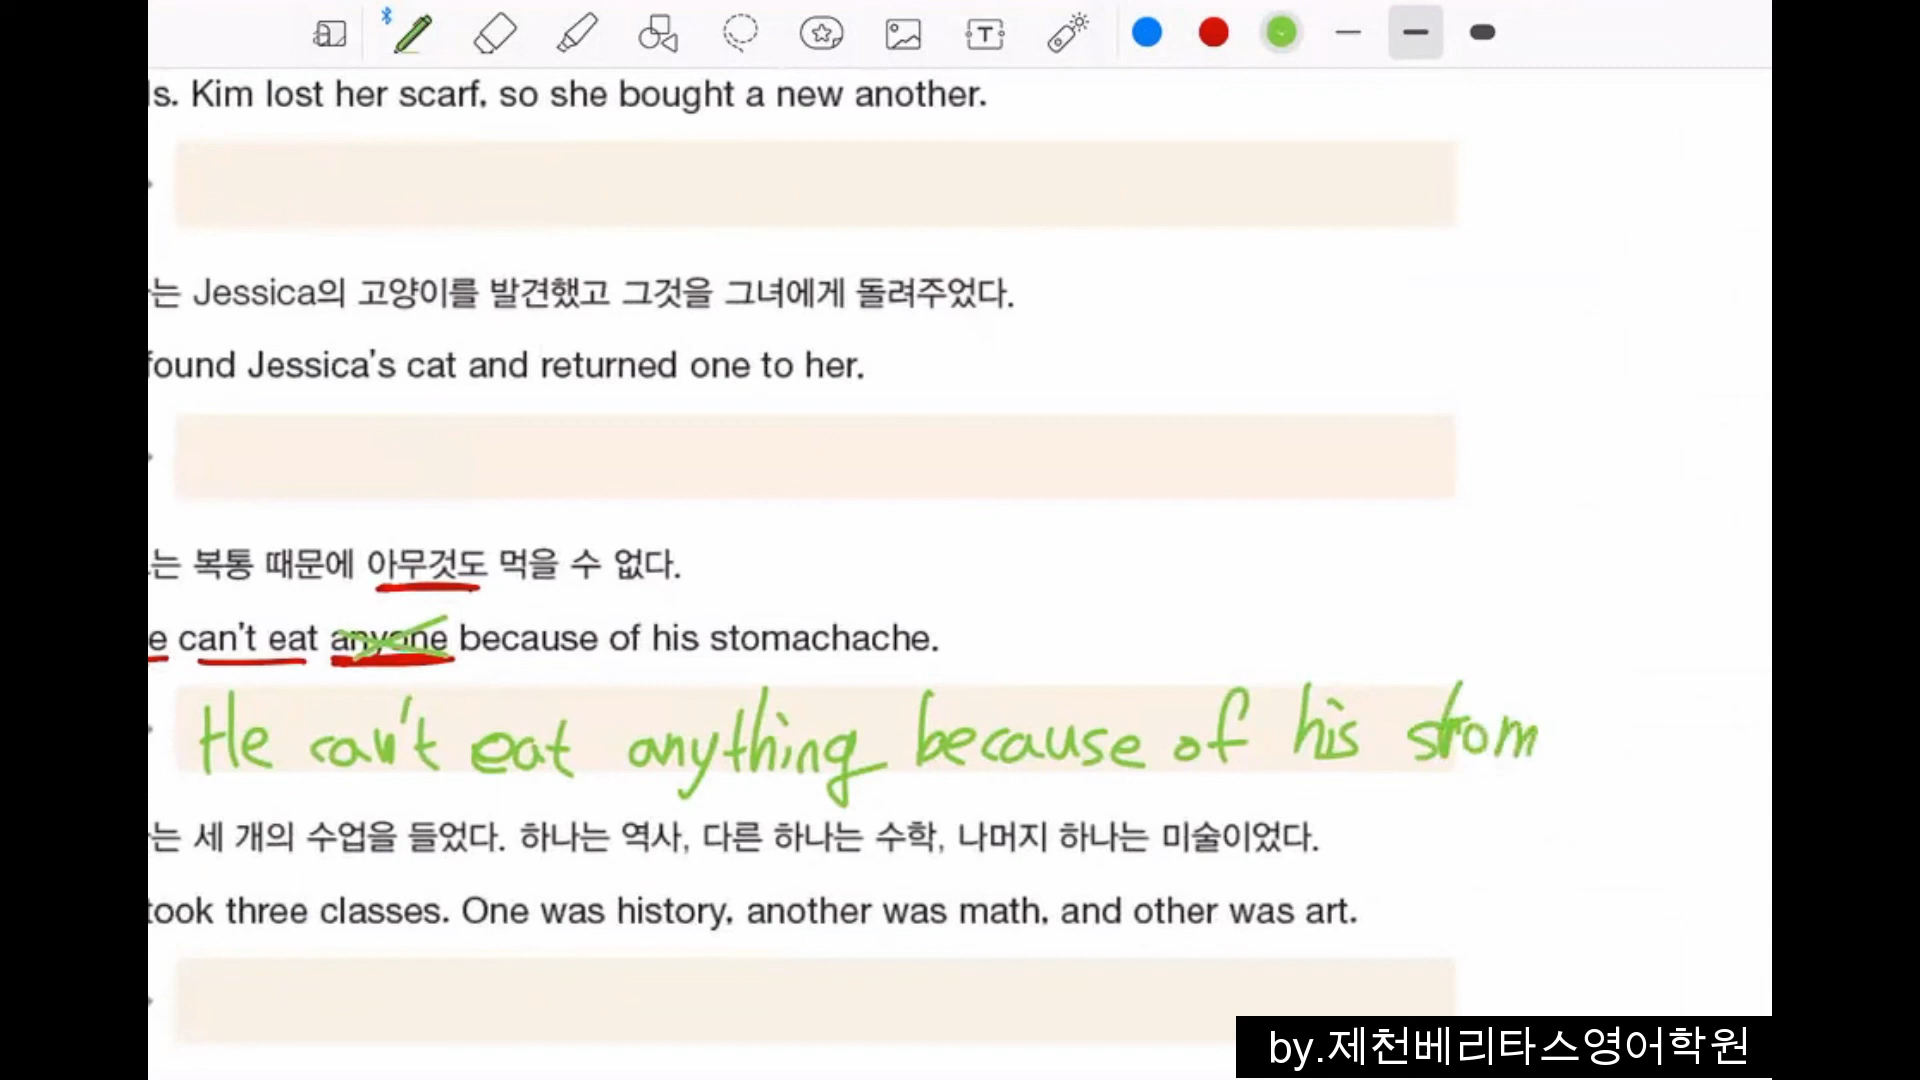 ls. Kim lost her scarf, so she bought a new another.
는 Jessica의 고양이를 발견했고 그것을 그녀에게 돌려주었다.
found Jessica's cat and returned one to her.
는 복통 때문에 아무것도 먹을 수 없다.
e can't eat anyone because of his stomachache.
He can't eat anything because of his stom
는 세 개의 수업을 들었다. 하나는 역사, 다른 하나는 수학, 나머지 하나는 미술이었다.
took three classes. One was history, another was math, and other was art.
by.제천베리타스영어학원